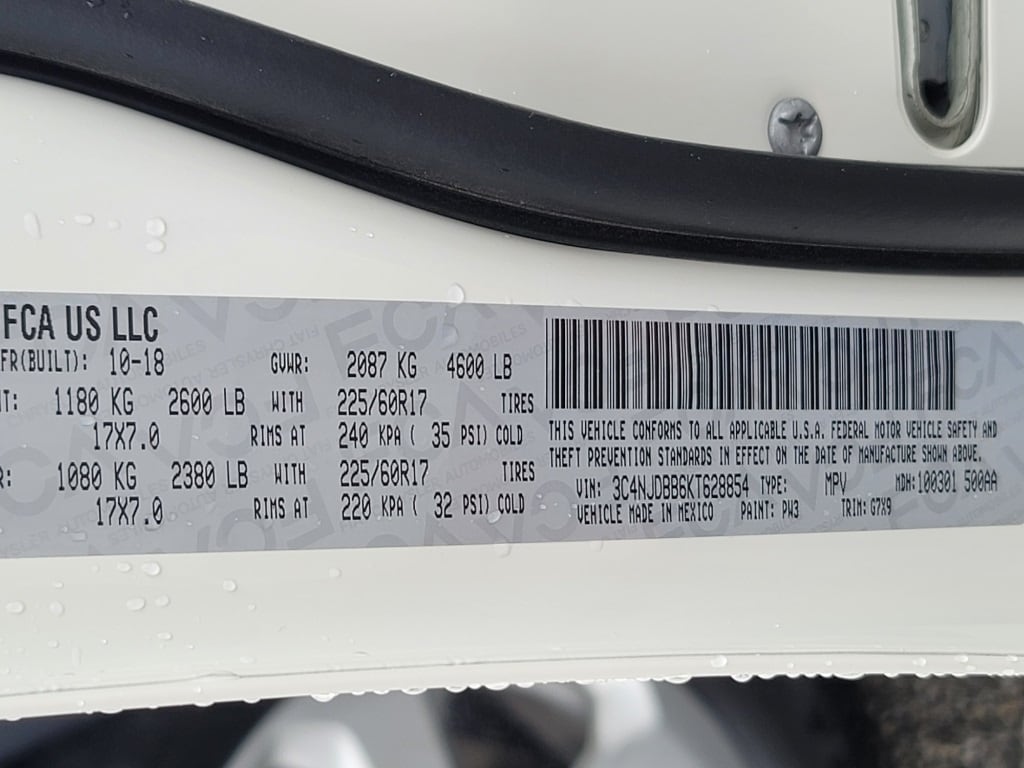 FCA US LLC
FR(BUILT): 10-18 GVWR: 2087 KG 4600 LB
NT: 1180 KG 2600 LB WITH 225/60R17 TIRES
17X7.0 RIMS AT 240 KPA ( 35 PSI) COLD
R: 1080 KG 2380 LB WITH 225/60R17 TIRES
17X7.0 RIMS AT 220 KPA ( 32 PSI) COLD
THIS VEHICLE CONFORMS TO ALL APPLICABLE U.S.A. FEDERAL MOTOR VEHICLE SAFETY AND
THEFT PREVENTION STANDARDS IN EFFECT ON THE DATE OF MANUFACTURE SHOWN ABOVE.
VIN: 3C4NJDBB6KT628854 TYPE: MPV MDH:100301 500AA
VEHICLE MADE IN MEXICO PAINT: PW3 TRIM: G7X9